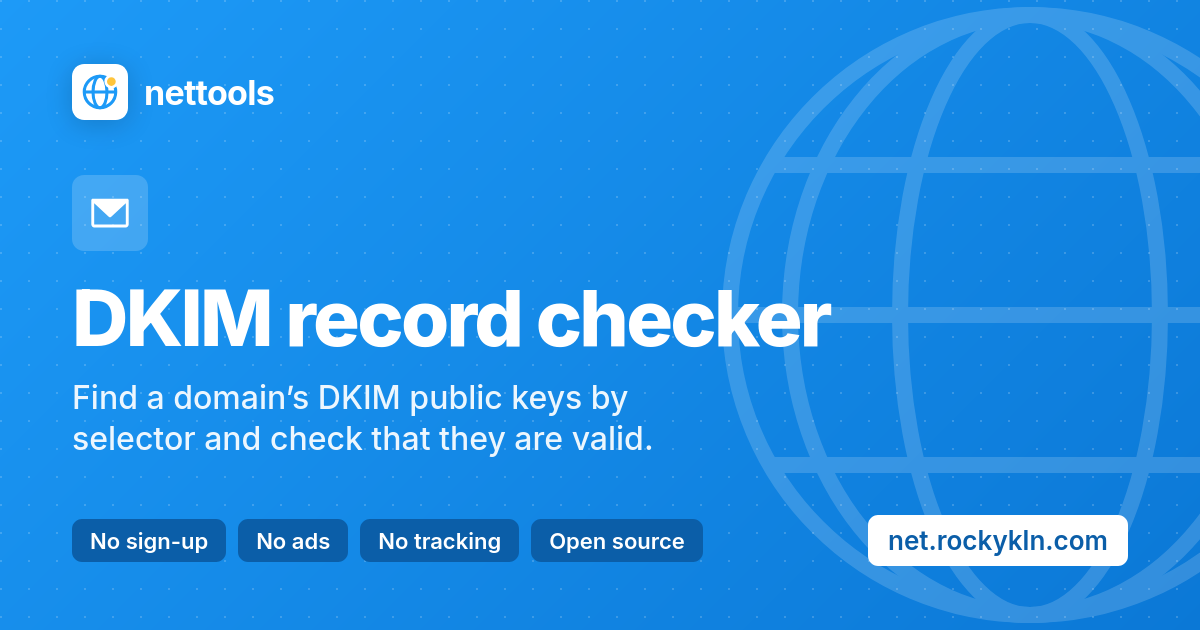 nettools
DKIM record checker
Find a domain’s DKIM public keys by
selector and check that they are valid.
No sign-up
No ads
No tracking
Open source
net.rockykln.com